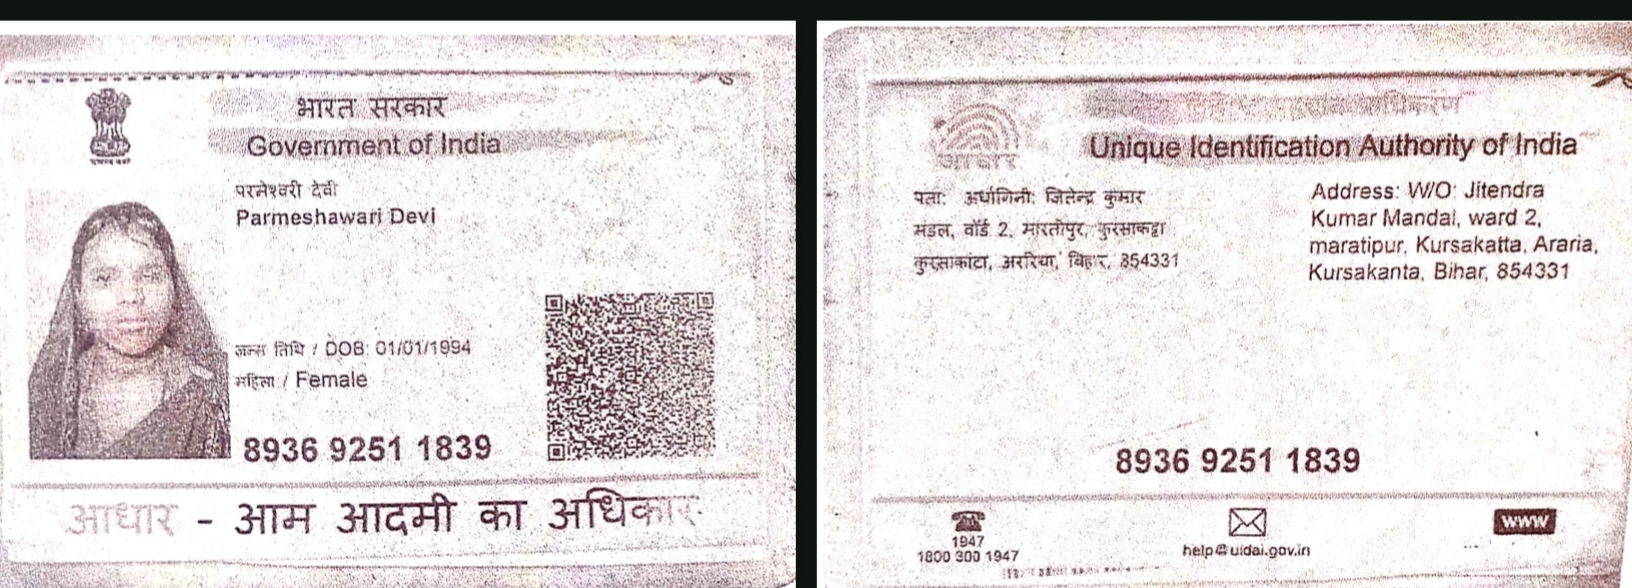 भारत सरकार
Government of India
परमेश्वरी देवी
Parmeshawari Devi
जन्म तिथि / DOB: 01/01/1994
महिला / Female
8936 9251 1839
आधार - आम आदमी का अधिकार
आधार
Unique Identification Authority of India
पता: अर्धांगिनी: जितेन्द्र कुमार
मंडल, वॉर्ड 2, मारतीपुर, कुरसाकट्टा
कुरसाकांटा, अररिया, बिहार, 854331
Address: W/O: Jitendra
Kumar Mandal, ward 2,
maratipur, Kursakatta, Araria,
Kursakanta, Bihar, 854331
8936 9251 1839
1947
1800 300 1947
help@uidai.gov.in
WWW